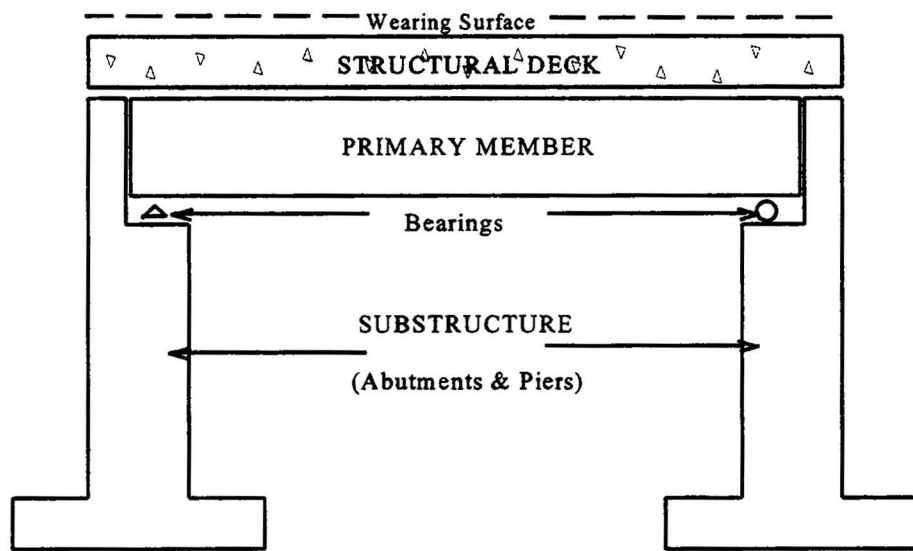 Wearing Surface
STRUCTURAL DECK
PRIMARY MEMBER
Bearings
SUBSTRUCTURE
(Abutments & Piers)